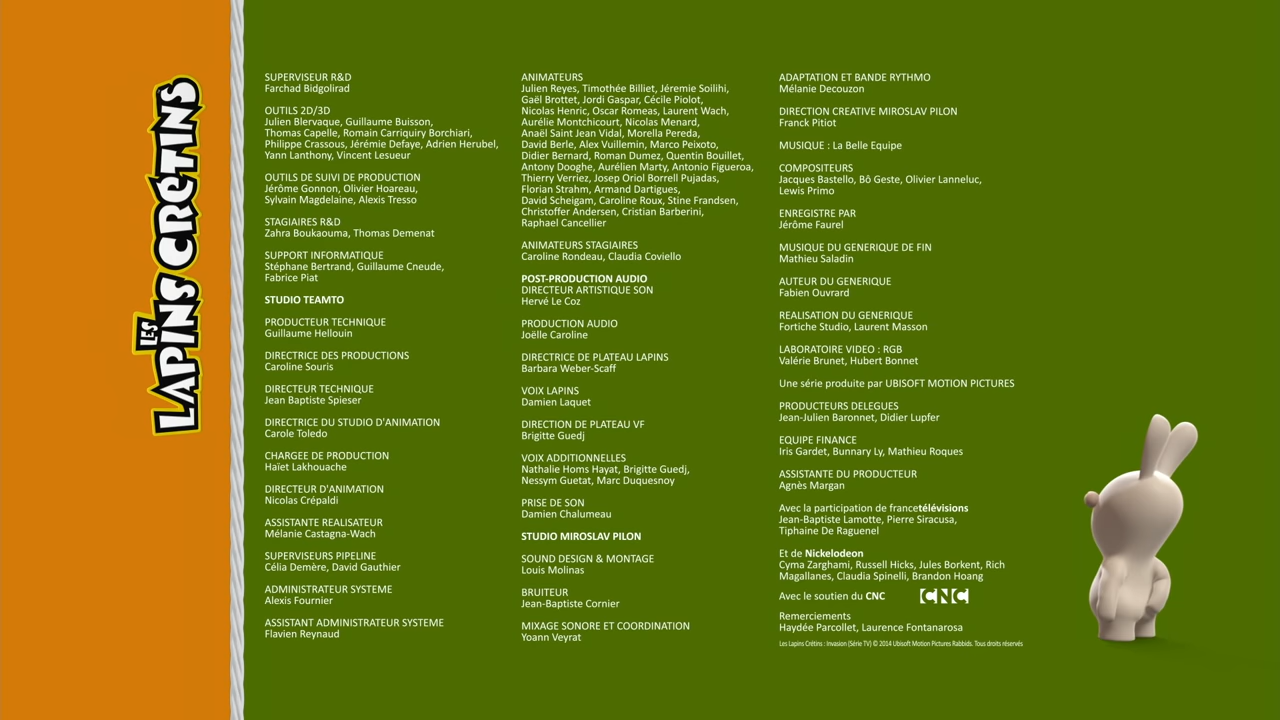 LES
LAPINS CRÉTINS
SUPERVISEUR R&D
Farchad Bidgolirad
OUTILS 2D/3D
Julien Blervaque, Guillaume Buisson,
Thomas Capelle, Romain Carriquiry Borchiari,
Philippe Crassous, Jérémie Defaye, Adrien Herubel,
Yann Lanthony, Vincent Lesueur
OUTILS DE SUIVI DE PRODUCTION
Jérôme Gonnon, Olivier Hoareau,
Sylvain Magdelaine, Alexis Tresso
STAGIAIRES R&D
Zahra Boukaouma, Thomas Demenat
SUPPORT INFORMATIQUE
Stéphane Bertrand, Guillaume Cneude,
Fabrice Piat
STUDIO TEAMTO
PRODUCTEUR TECHNIQUE
Guillaume Hellouin
DIRECTRICE DES PRODUCTIONS
Caroline Souris
DIRECTEUR TECHNIQUE
Jean Baptiste Spieser
DIRECTRICE DU STUDIO D'ANIMATION
Carole Toledo
CHARGEE DE PRODUCTION
Haïet Lakhouache
DIRECTEUR D'ANIMATION
Nicolas Crépaldi
ASSISTANTE REALISATEUR
Mélanie Castagna-Wach
SUPERVISEURS PIPELINE
Célia Demère, David Gauthier
ADMINISTRATEUR SYSTEME
Alexis Fournier
ASSISTANT ADMINISTRATEUR SYSTEME
Flavien Reynaud
ANIMATEURS
Julien Reyes, Timothée Billiet, Jéremie Soilihi,
Gaël Brottet, Jordi Gaspar, Cécile Piolot,
Nicolas Henric, Oscar Romeas, Laurent Wach,
Aurélie Montchicourt, Nicolas Menard,
Anaël Saint Jean Vidal, Morella Pereda,
David Berle, Alex Vuillemin, Marco Peixoto,
Didier Bernard, Roman Dumez, Quentin Bouillet,
Antony Dooghe, Aurélien Marty, Antonio Figueroa,
Thierry Verriez, Josep Oriol Borrell Pujadas,
Florian Strahm, Armand Dartigues,
David Scheigam, Caroline Roux, Stine Frandsen,
Christoffer Andersen, Cristian Barberini,
Raphael Cancellier
ANIMATEURS STAGIAIRES
Caroline Rondeau, Claudia Coviello
POST-PRODUCTION AUDIO
DIRECTEUR ARTISTIQUE SON
Hervé Le Coz
PRODUCTION AUDIO
Joëlle Caroline
DIRECTRICE DE PLATEAU LAPINS
Barbara Weber-Scaff
VOIX LAPINS
Damien Laquet
DIRECTION DE PLATEAU VF
Brigitte Guedj
VOIX ADDITIONNELLES
Nathalie Homs Hayat, Brigitte Guedj,
Nessym Guetat, Marc Duquesnoy
PRISE DE SON
Damien Chalumeau
STUDIO MIROSLAV PILON
SOUND DESIGN & MONTAGE
Louis Molinas
BRUITEUR
Jean-Baptiste Cornier
MIXAGE SONORE ET COORDINATION
Yoann Veyrat
ADAPTATION ET BANDE RYTHMO
Mélanie Decouzon
DIRECTION CREATIVE MIROSLAV PILON
Franck Pitiot
MUSIQUE : La Belle Equipe
COMPOSITEURS
Jacques Bastello, Bô Geste, Olivier Lanneluc,
Lewis Primo
ENREGISTRE PAR
Jérôme Faurel
MUSIQUE DU GENERIQUE DE FIN
Mathieu Saladin
AUTEUR DU GENERIQUE
Fabien Ouvrard
REALISATION DU GENERIQUE
Fortiche Studio, Laurent Masson
LABORATOIRE VIDEO : RGB
Valérie Brunet, Hubert Bonnet
Une série produite par UBISOFT MOTION PICTURES
PRODUCTEURS DELEGUES
Jean-Julien Baronnet, Didier Lupfer
EQUIPE FINANCE
Iris Gardet, Bunnary Ly, Mathieu Roques
ASSISTANTE DU PRODUCTEUR
Agnès Margan
Avec la participation de francetélévisions
Jean-Baptiste Lamotte, Pierre Siracusa,
Tiphaine De Raguenel
Et de Nickelodeon
Cyma Zarghami, Russell Hicks, Jules Borkent, Rich
Magallanes, Claudia Spinelli, Brandon Hoang
Avec le soutien du CNC CNC
Remerciements
Haydée Parcollet, Laurence Fontanarosa
Les Lapins Crétins : Invasion (Série TV) © 2014 Ubisoft Motion Pictures Rabbids. Tous droits réservés